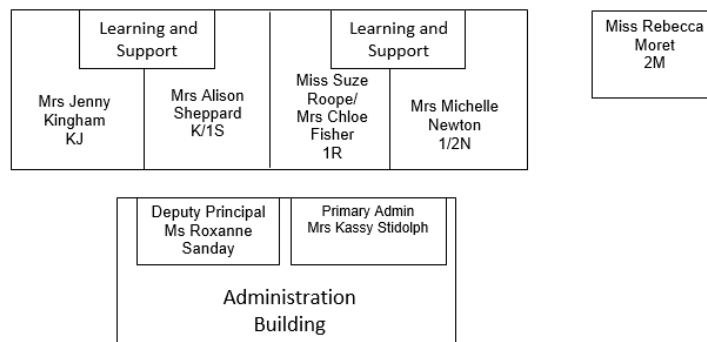 Learning and
Support
Mrs Jenny
Kingham
KJ
Mrs Alison
Sheppard
K/1S
Learning and
Support
Miss Suze
Roope/
Mrs Chloe
Fisher
1R
Mrs Michelle
Newton
1/2N
Miss Rebecca
Moret
2M
Deputy Principal
Ms Roxanne
Sanday
Primary Admin
Mrs Kassy Stidolph
Administration
Building